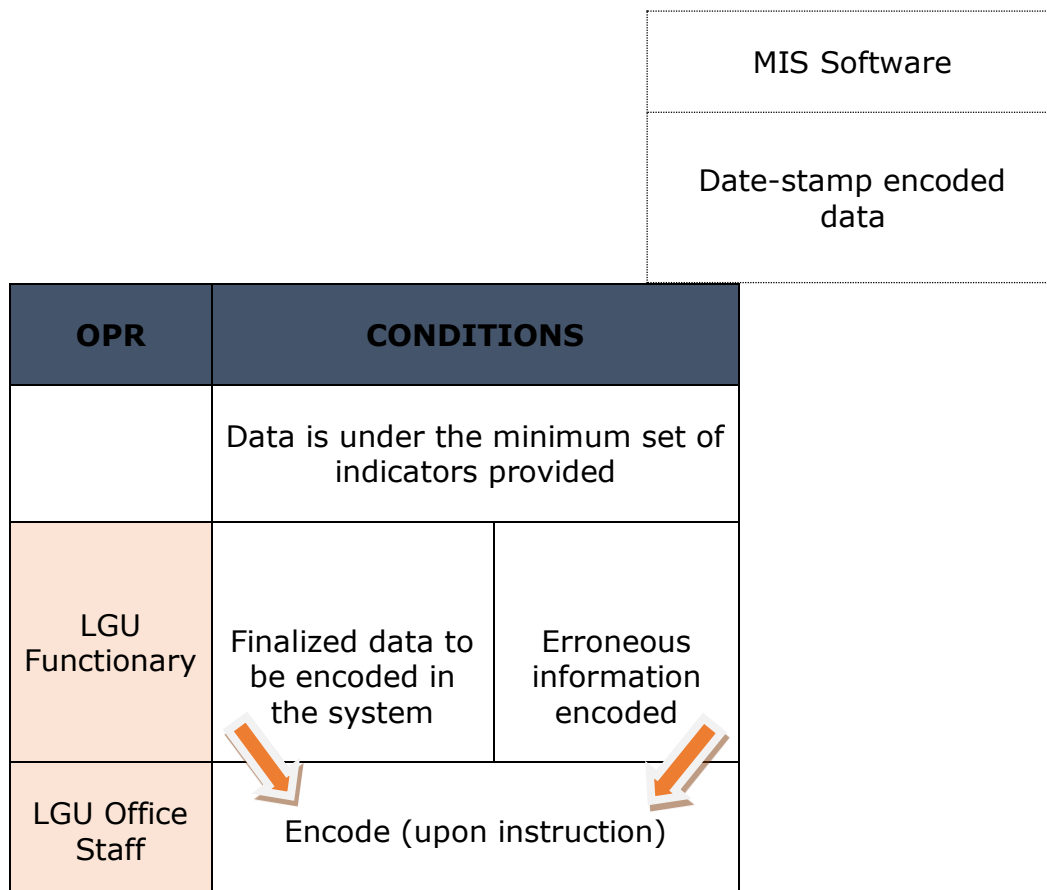 MIS Software
Date-stamp encoded
data
OPR
CONDITIONS
Data is under the minimum set of
indicators provided
LGU
Functionary
Finalized data to
be encoded in
the system
Erroneous
information
encoded
LGU Office
Staff
Encode (upon instruction)